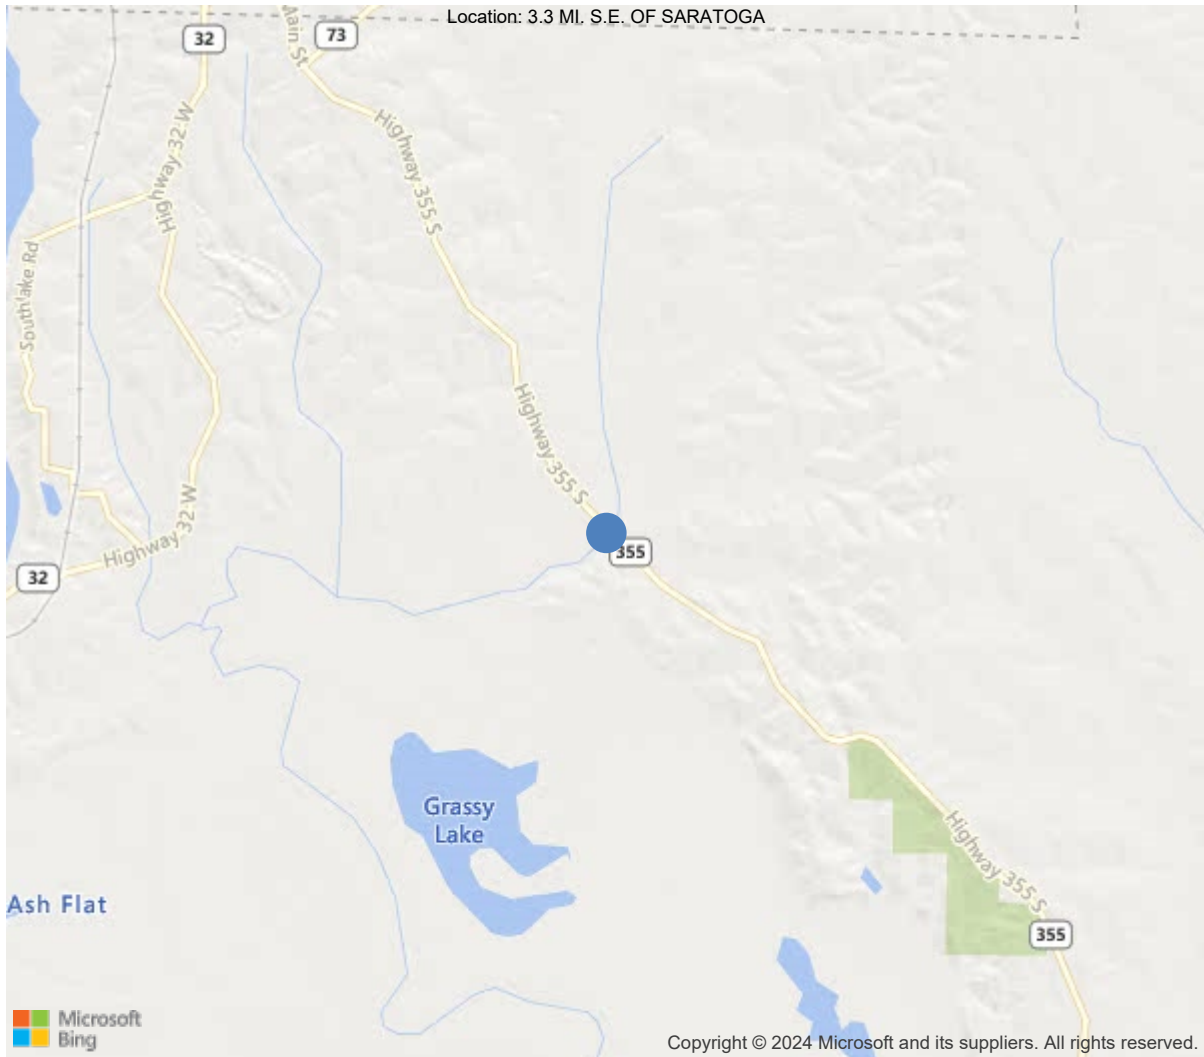 Location: 3.3 MI. S.E. OF SARATOGA
32
Main St
73
Highway 32 W
Highway 355 S
Southlake Rd
Highway 355 S
Highway 32 W
355
32
Grassy
Lake
Highway 355 S
Ash Flat
355
Microsoft
Bing
Copyright © 2024 Microsoft and its suppliers. All rights reserved.